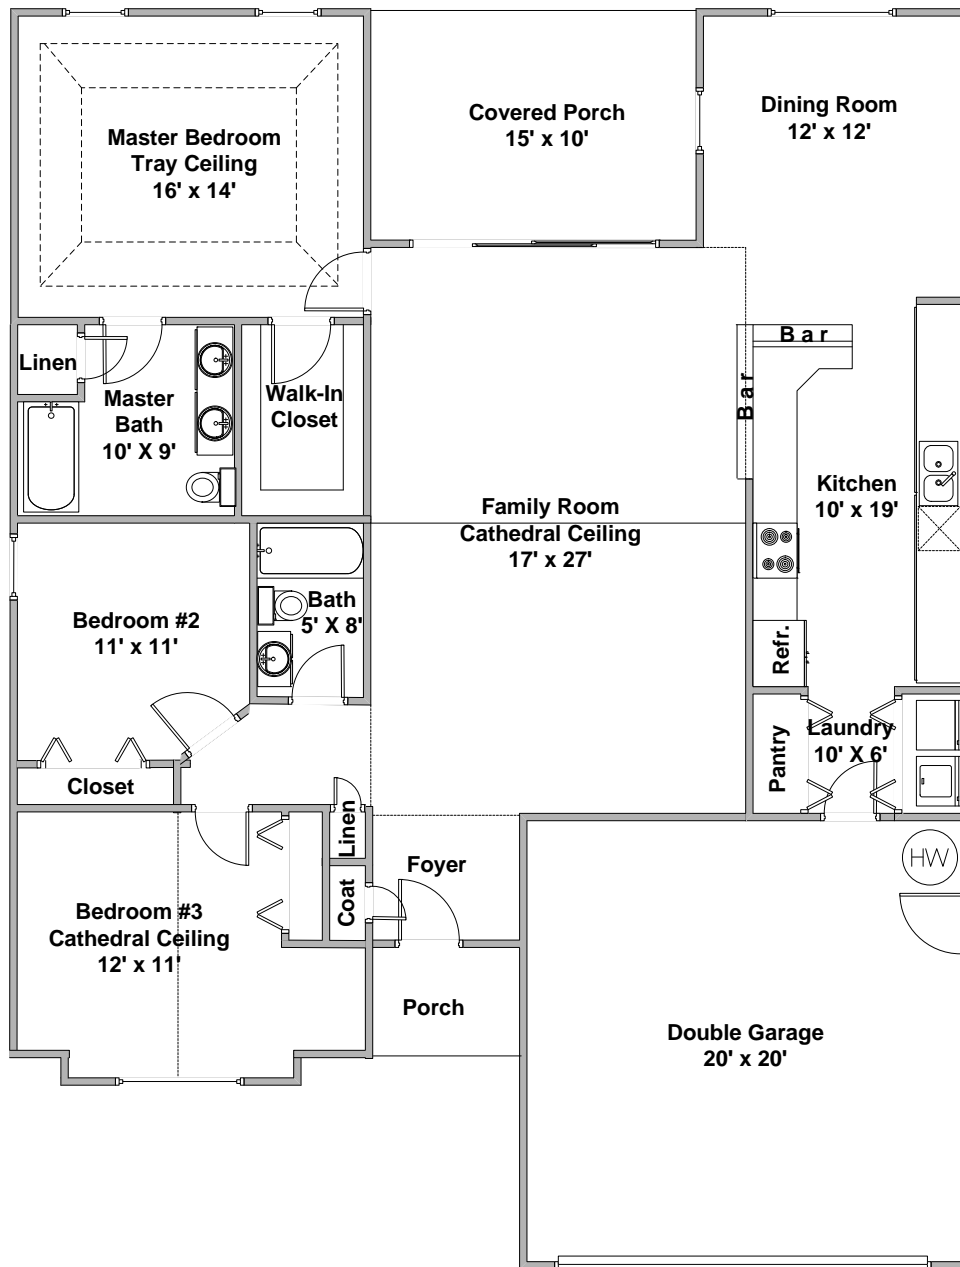 Master Bedroom
Tray Ceiling
16' x 14'
Covered Porch
15' x 10'
Dining Room
12' x 12'
Linen
Master
Bath
10' X 9'
Walk-In
Closet
Bar
Bar
Family Room
Cathedral Ceiling
17' x 27'
Kitchen
10' x 19'
Bedroom #2
11' x 11'
Bath
5' X 8'
Refr.
Closet
Pantry
Laundry
10' X 6'
Linen
Foyer
HW
Coat
Bedroom #3
Cathedral Ceiling
12' x 11'
Porch
Double Garage
20' x 20'